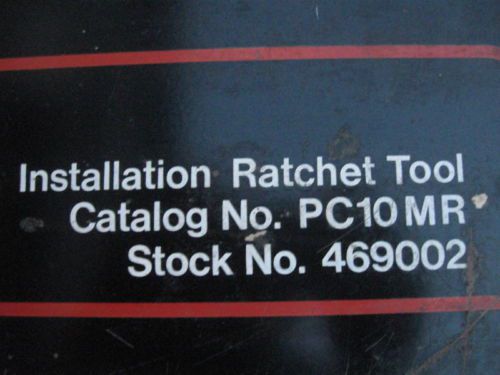 Installation Ratchet Tool
Catalog No. PC10MR
Stock No. 469002